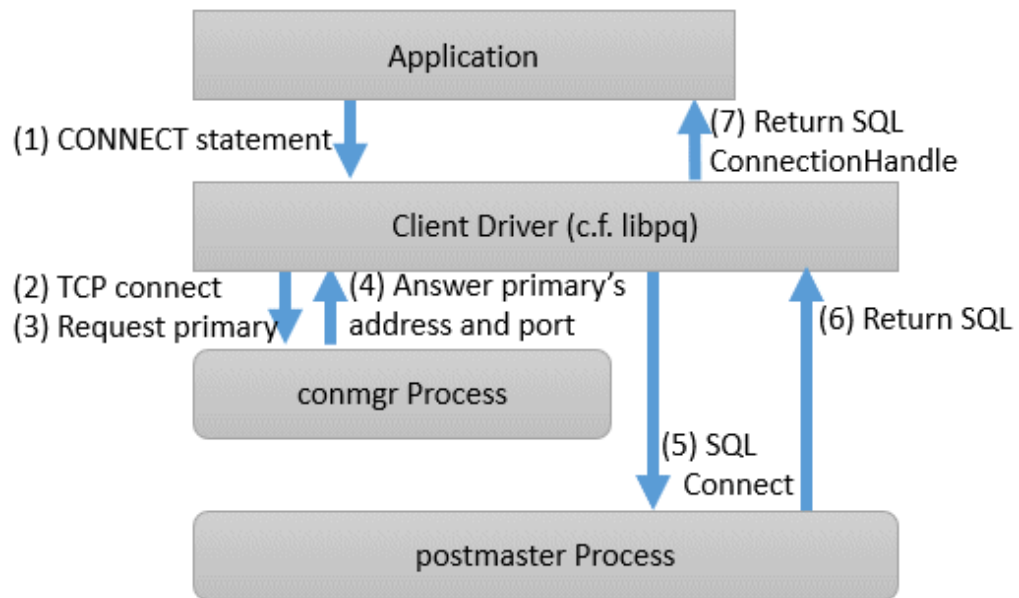 Application
(1) CONNECT statement
(7) Return SQL
ConnectionHandle
Client Driver (c.f. libpq)
(2) TCP connect
(3) Request primary
(4) Answer primary’s
address and port
(6) Return SQL
conmgr Process
(5) SQL
Connect
postmaster Process